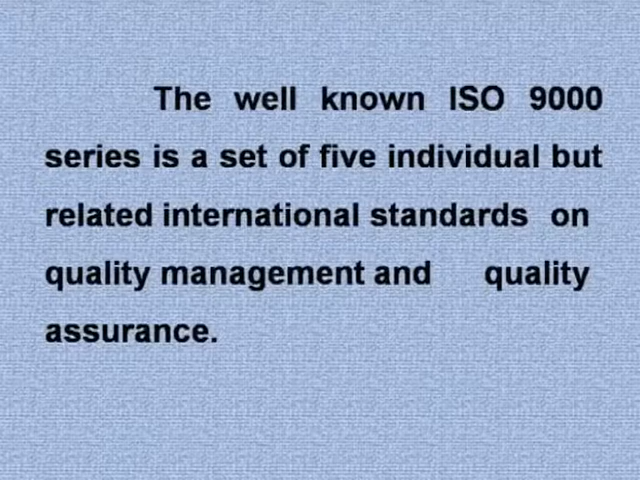 The well known ISO 9000
series is a set of five individual but
related international standards on
quality management and quality
assurance.